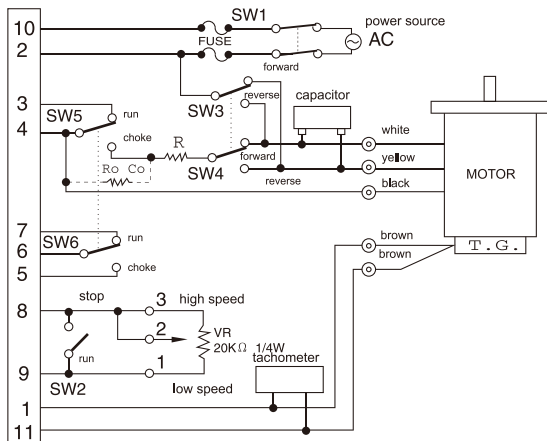 10
SW1
power source
FUSE
AC
2
forward
reverse
3
SW5
run
SW3
capacitor
4
choke
R
forward
white
Ro Co
SW4
reverse
yellow
black
MOTOR
7
run
SW6
6
brown
T.G.
5
choke
brown
8
stop
3
high speed
2
VR
20KΩ 1/4W
run
1
tachometer
9
SW2
low speed
1
11